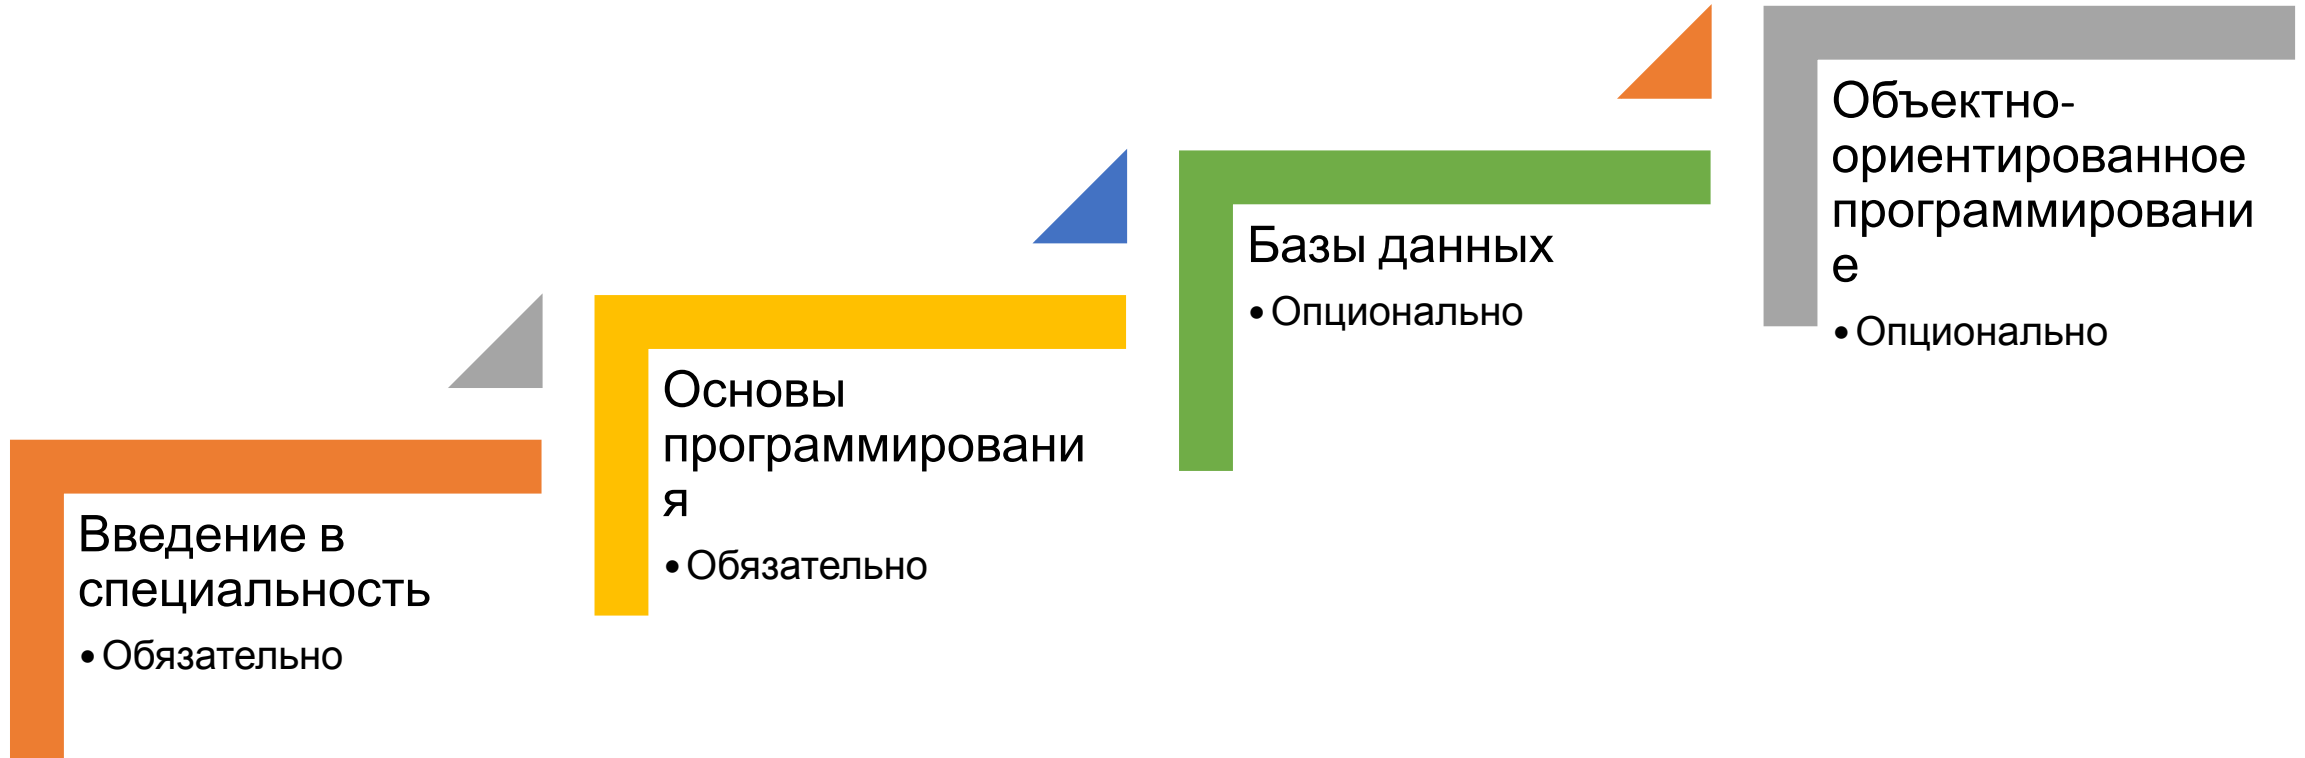 Введение в
специальность
• Обязательно
Основы
программировани
я
• Обязательно
Базы данных
• Опционально
Объектно-
ориентированное
программировани
е
• Опционально